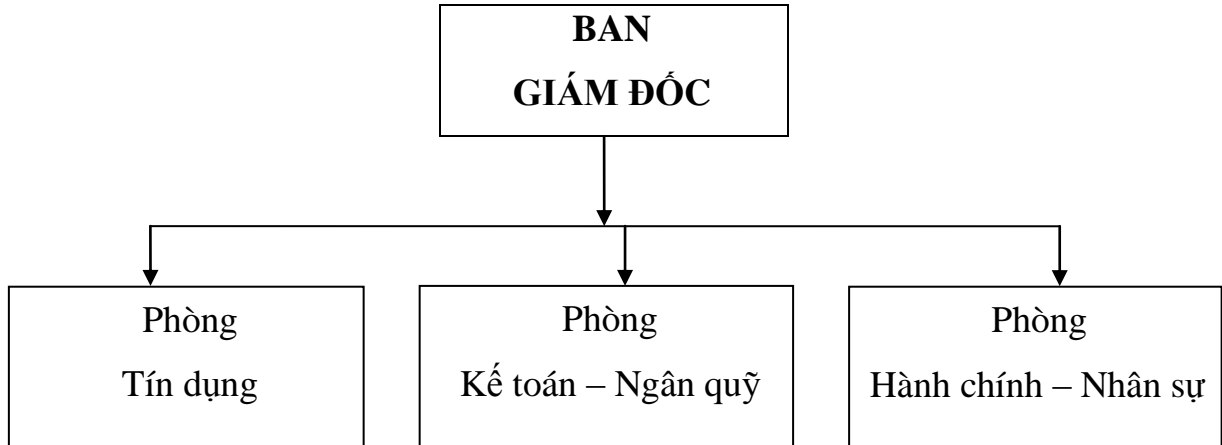 BAN
GIÁM ĐỐC
Phòng
Tín dụng
Phòng
Kế toán – Ngân quỹ
Phòng
Hành chính – Nhân sự